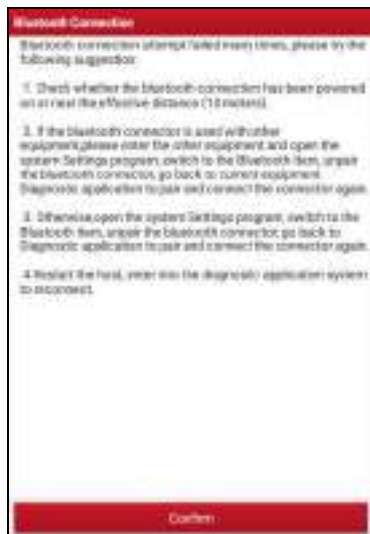 Bluetooth Connection
Bluetooth connection attempt failed many times, please try the
following suggestion:
1. Check whether the bluetooth connection has been powered
on or near the effective distance (10 meters).
2. If the bluetooth connector is used with other
equipment,please enter the other equipment and open the
system Settings program, switch to the Bluetooth item, unpair
the bluetooth connector, go back to current equipment
Diagnostic application to pair and connect the connector again.
3. Otherwise,open the system Settings program, switch to the
Bluetooth item, unpair the bluetooth connector, go back to
Diagnostic application to pair and connect the connector again.
4.Restart the host, enter into the diagnostic application system
to reconnect.
Confirm